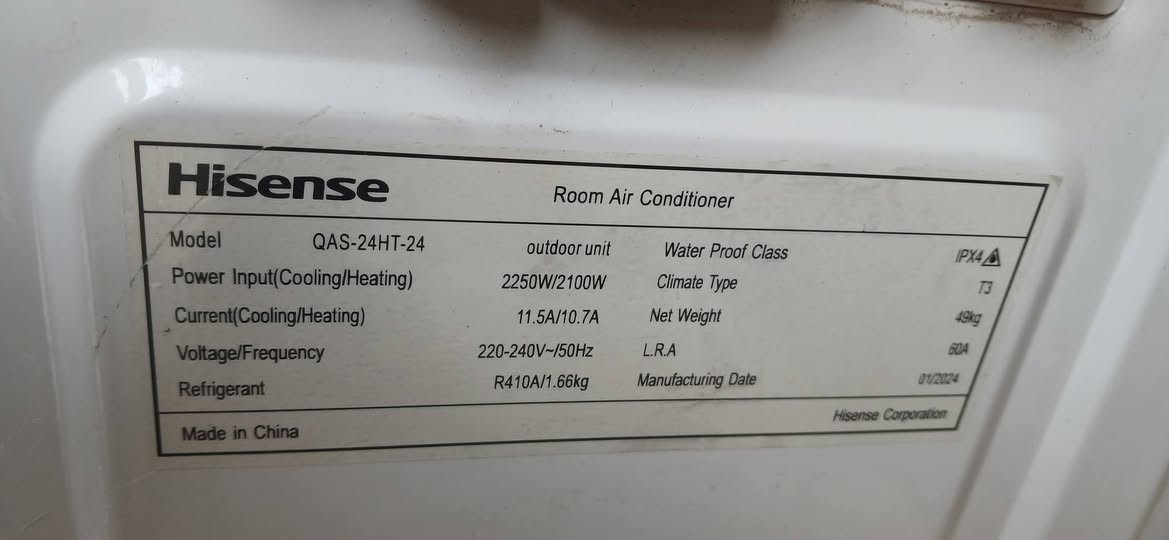 Hisense Room Air Conditioner
Model QAS-24HT-24 outdoor unit Water Proof Class IPX4
Power Input(Cooling/Heating) 2250W/2100W Climate Type T3
Current(Cooling/Heating) 11.5A/10.7A Net Weight 49kg
Voltage/Frequency 220-240V~/50Hz L.R.A 60A
Refrigerant R410A/1.66kg Manufacturing Date 01/2024
Made in China Hisense Corporation